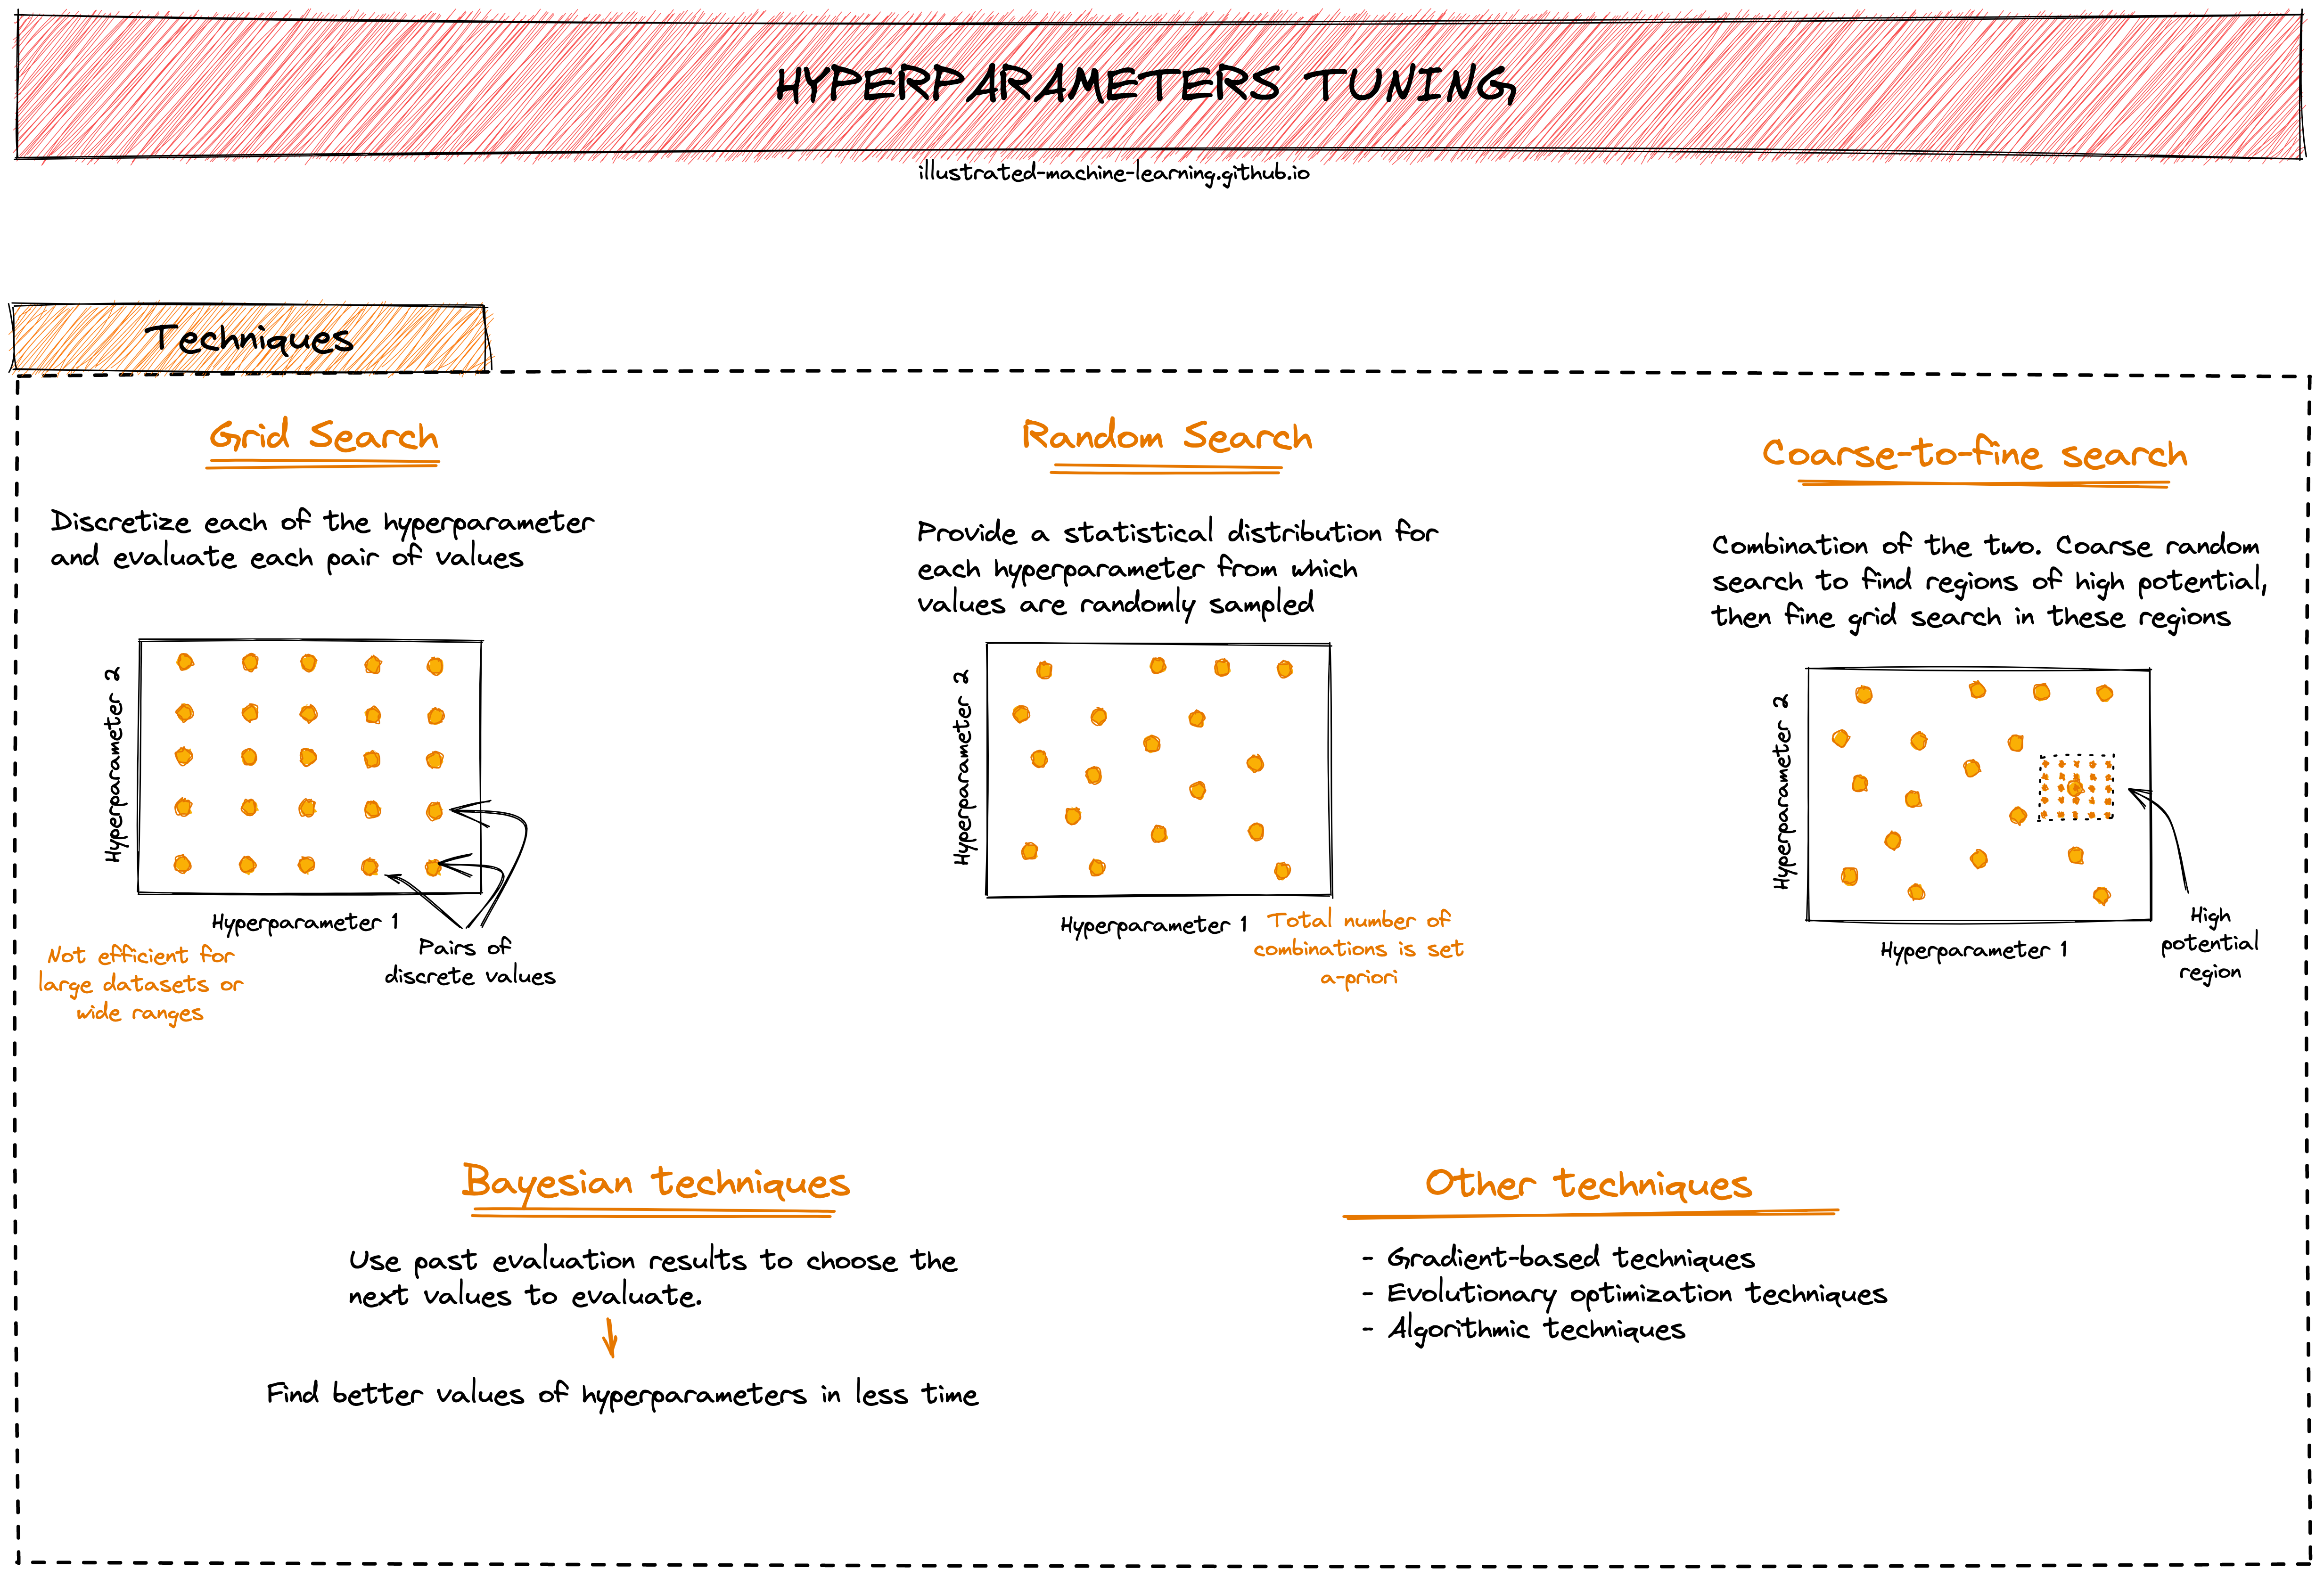 HYPERPARAMETERS TUNING
illustrated-machine-learning.github.io
Techniques
Grid Search
Discretize each of the hyperparameter
and evaluate each pair of values
Hyperparameter 2
Hyperparameter 1
Pairs of
discrete values
Not efficient for
large datasets or
wide ranges
Random Search
Provide a statistical distribution for
each hyperparameter from which
values are randomly sampled
Hyperparameter 2
Hyperparameter 1
Total number of
combinations is set
a-priori
Coarse-to-fine search
Combination of the two. Coarse random
search to find regions of high potential,
then fine grid search in these regions
Hyperparameter 2
Hyperparameter 1
High
potential
region
Bayesian techniques
Use past evaluation results to choose the
next values to evaluate.
Find better values of hyperparameters in less time
Other techniques
- Gradient-based techniques
- Evolutionary optimization techniques
- Algorithmic techniques